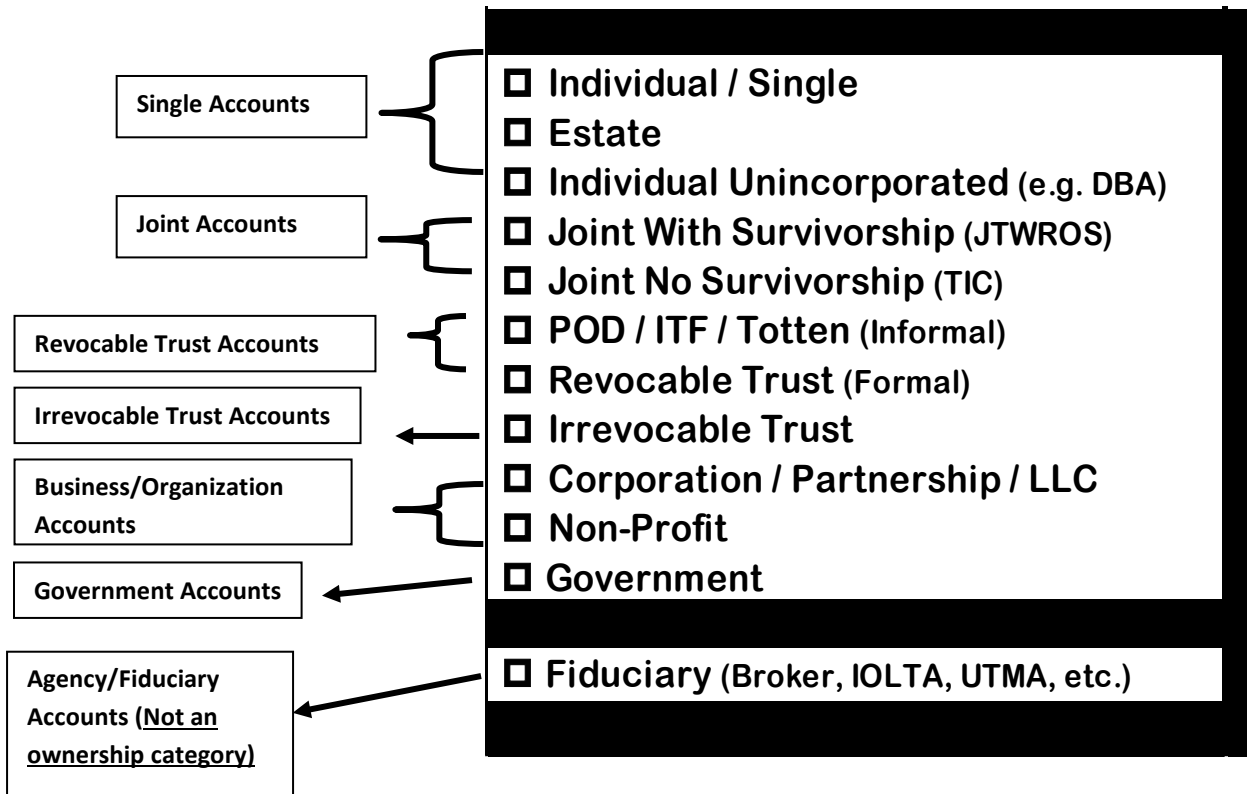 Single Accounts
Joint Accounts
Revocable Trust Accounts
Irrevocable Trust Accounts
Business/Organization
Accounts
Government Accounts
Agency/Fiduciary
Accounts (Not an
ownership category)
Individual / Single
Estate
Individual Unincorporated (e.g. DBA)
Joint With Survivorship (JTWROS)
Joint No Survivorship (TIC)
POD / ITF / Totten (Informal)
Revocable Trust (Formal)
Irrevocable Trust
Corporation / Partnership / LLC
Non-Profit
Government
Fiduciary (Broker, IOLTA, UTMA, etc.)